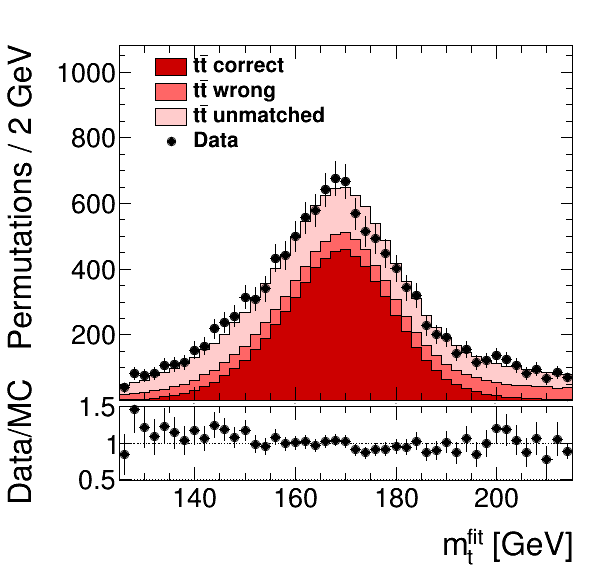 Permutations / 2 GeV
1000
800
600
400
200
tt̄ correct
tt̄ wrong
tt̄ unmatched
Data
Data/MC
1.5
1
0.5
140 160 180 200
m_t^fit [GeV]